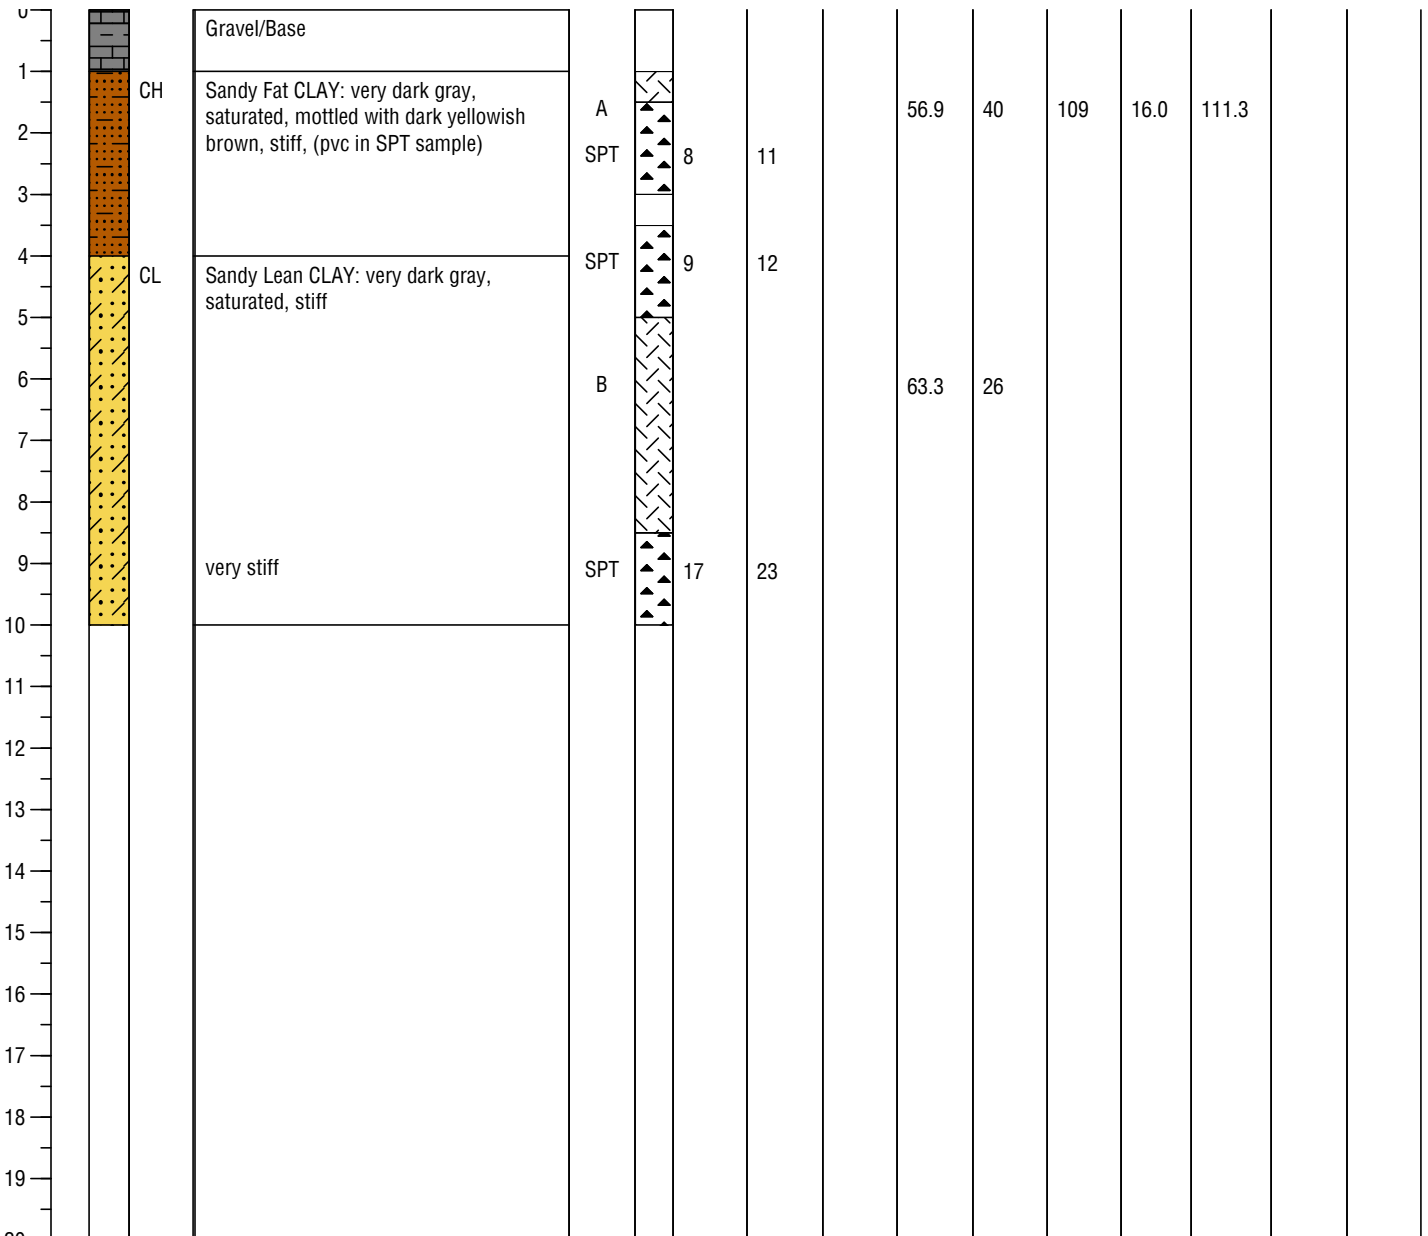 0
Gravel/Base
1
CH
Sandy Fat CLAY: very dark gray,
saturated, mottled with dark yellowish
brown, stiff, (pvc in SPT sample)
A
56.9 40 109 16.0 111.3
2
SPT 8 11
3
4
SPT 9 12
CL
Sandy Lean CLAY: very dark gray,
saturated, stiff
5
6
B 63.3 26
7
8
9
very stiff
SPT 17 23
10
11
12
13
14
15
16
17
18
19
20